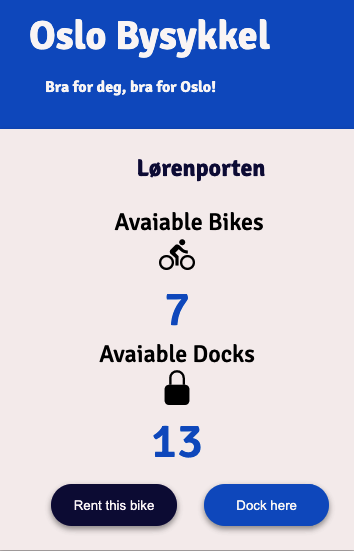 Oslo Bysykkel
Bra for deg, bra for Oslo!
Lørenporten
Avaiable Bikes
7
Avaiable Docks
13
Rent this bike
Dock here